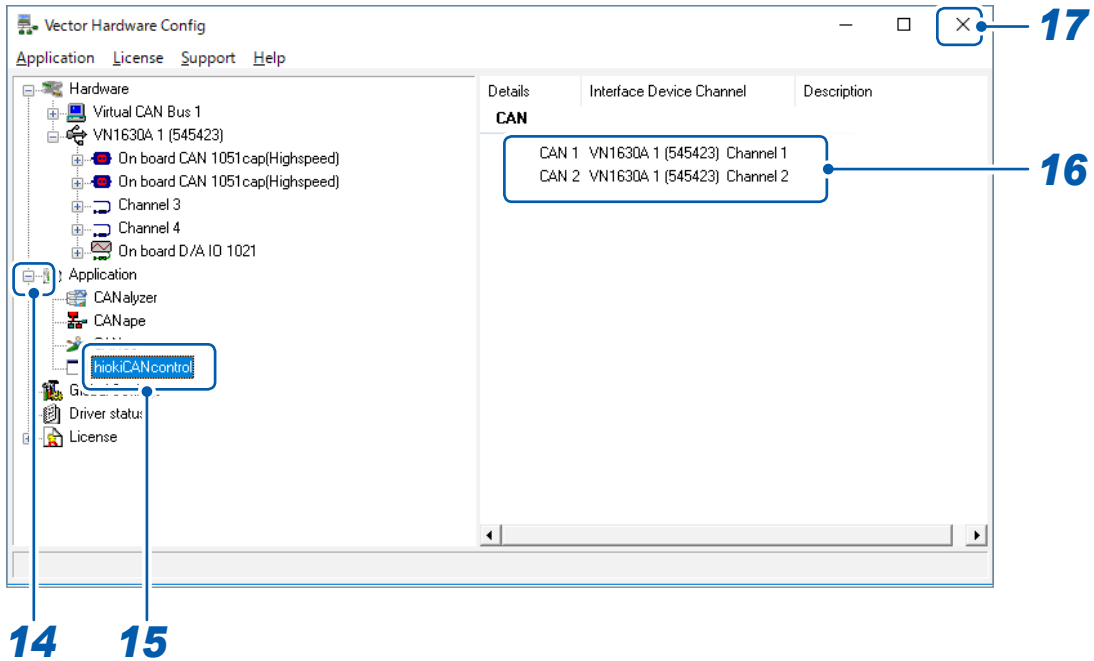 Vector Hardware Config
17
Application License Support Help
Hardware
Virtual CAN Bus 1
VN1630A 1 (545423)
On board CAN 1051cap(Highspeed)
On board CAN 1051cap(Highspeed)
Channel 3
Channel 4
On board D/A IO 1021
Application
CANalyzer
CANape
hiokiCANcontrol
Driver status
License
Details Interface Device Channel Description
CAN
CAN 1 VN1630A 1 (545423) Channel 1
CAN 2 VN1630A 1 (545423) Channel 2
16
14 15